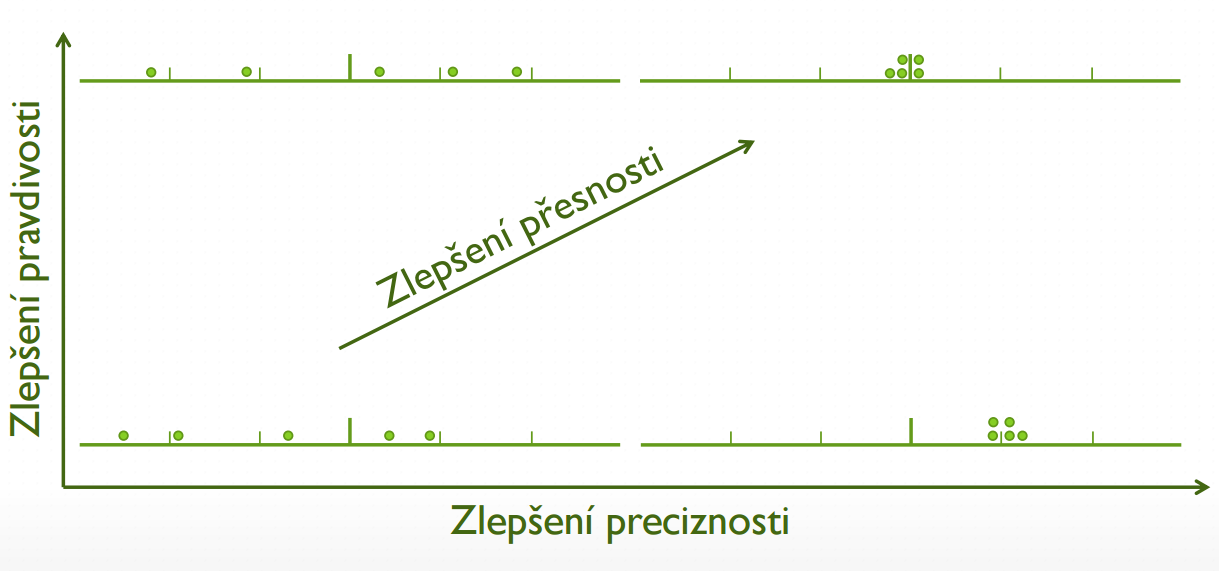 Zlepšení pravdivosti
Zlepšení přesnosti
Zlepšení preciznosti